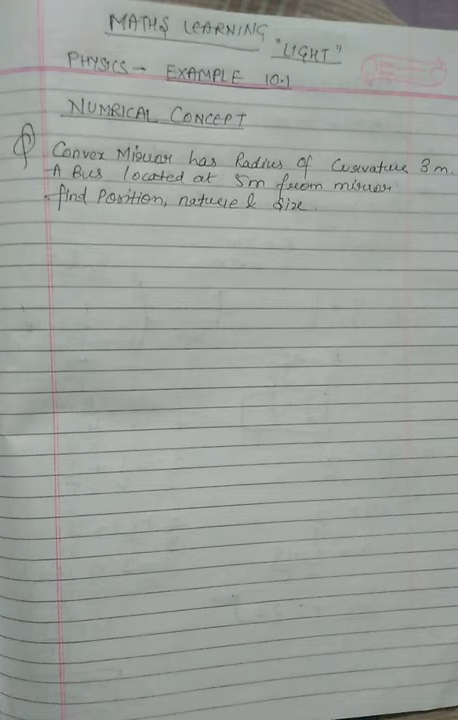 MATHS LEARNING
"LIGHT"
PHYSICS - EXAMPLE 10.1
NUMRICAL CONCEPT
Q Convex Mirror has Radius of Curvature 3m.
A Bus located at 5m from mirror
find Position, nature & Size